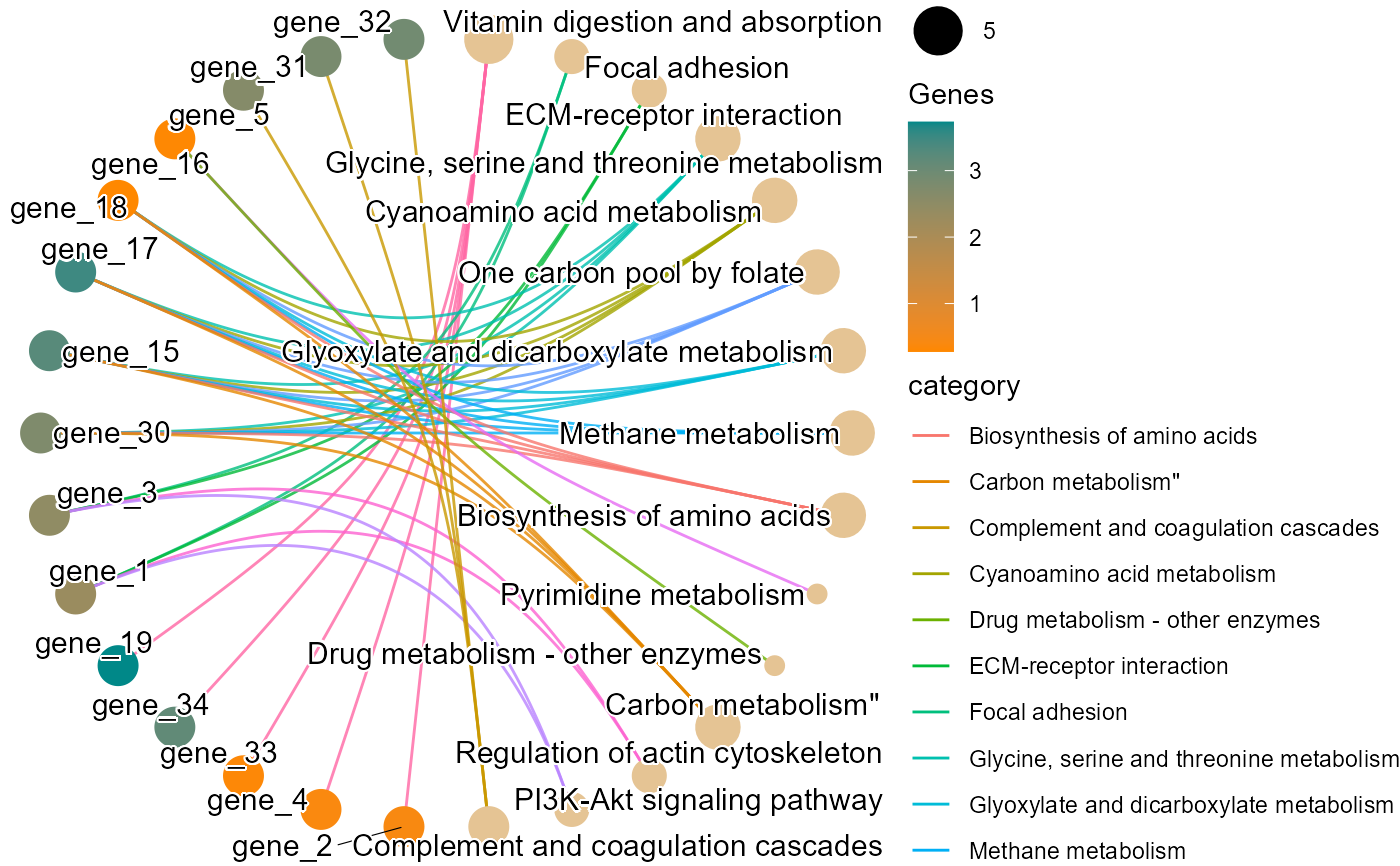 gene_32
Vitamin digestion and absorption
gene_31
Focal adhesion
gene_5
ECM-receptor interaction
gene_16
Glycine, serine and threonine metabolism
gene_18
Cyanoamino acid metabolism
gene_17
One carbon pool by folate
gene_15
Glyoxylate and dicarboxylate metabolism
gene_30
Methane metabolism
gene_3
Biosynthesis of amino acids
gene_1
Pyrimidine metabolism
gene_19
Drug metabolism - other enzymes
gene_34
Carbon metabolism"
gene_33
Regulation of actin cytoskeleton
gene_4
PI3K-Akt signaling pathway
gene_2
Complement and coagulation cascades
5
Genes
3
2
1
category
Biosynthesis of amino acids
Carbon metabolism"
Complement and coagulation cascades
Cyanoamino acid metabolism
Drug metabolism - other enzymes
ECM-receptor interaction
Focal adhesion
Glycine, serine and threonine metabolism
Glyoxylate and dicarboxylate metabolism
Methane metabolism